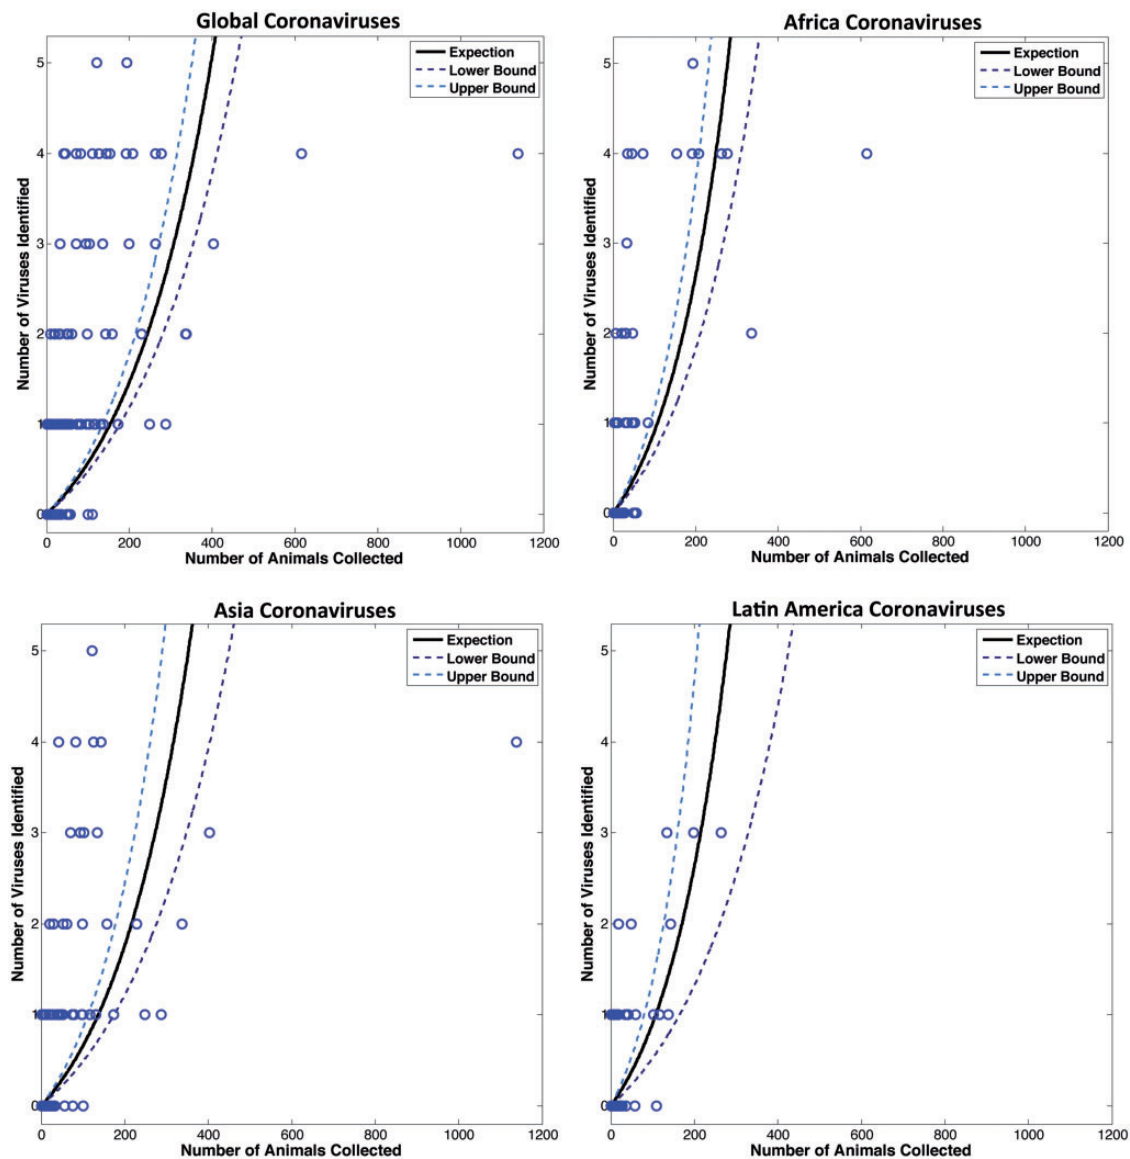 Global Coronaviruses
Expection
Lower Bound
Upper Bound
Number of Viruses Identified
5
4
3
2
1
0
0 200 400 600 800 1000 1200
Number of Animals Collected
Africa Coronaviruses
Expection
Lower Bound
Upper Bound
Number of Viruses Identified
5
4
3
2
1
0
0 200 400 600 800 1000 1200
Number of Animals Collected
Asia Coronaviruses
Expection
Lower Bound
Upper Bound
Number of Viruses Identified
5
4
3
2
1
0
0 200 400 600 800 1000 1200
Number of Animals Collected
Latin America Coronaviruses
Expection
Lower Bound
Upper Bound
Number of Viruses Identified
5
4
3
2
1
0
0 200 400 600 800 1000 1200
Number of Animals Collected